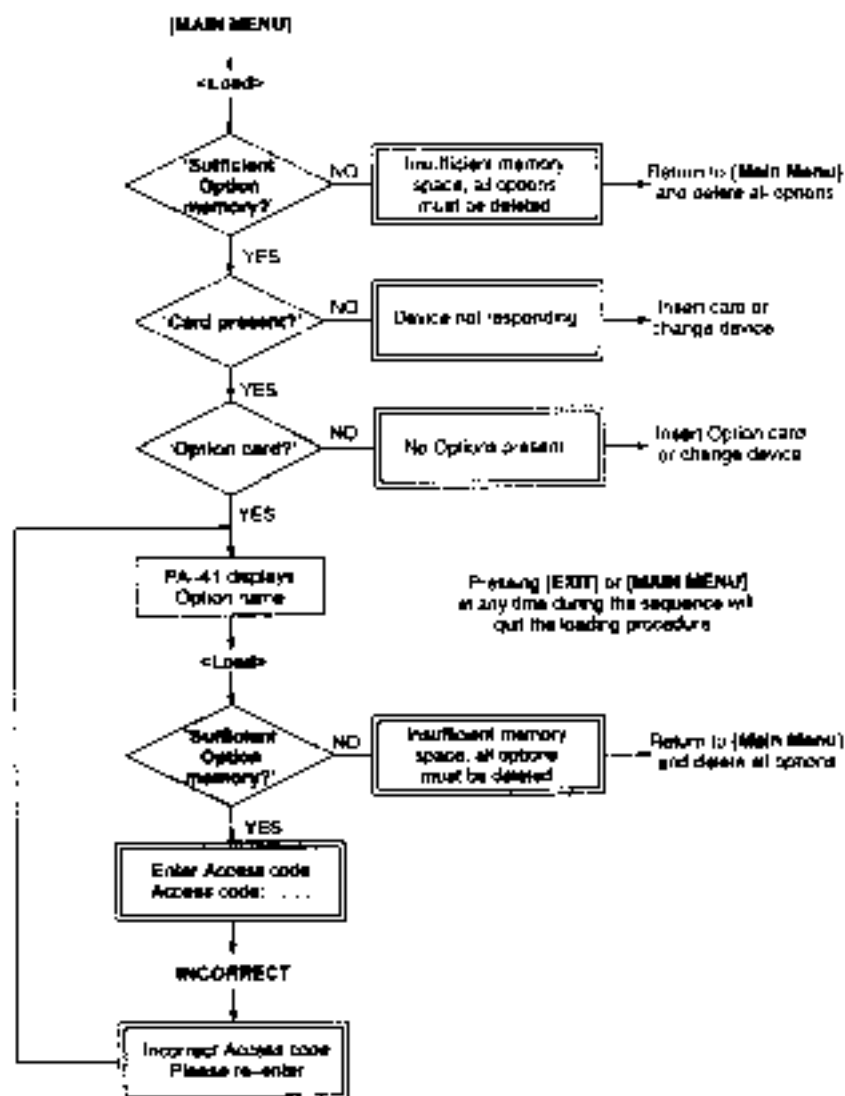 [MAIN MENU]
<Load>
'Sufficient
Option
memory?'
NO
Insufficient memory
space, all options
must be deleted
Return to [Main Menu]
and delete all options
YES
'Card present?'
NO
Device not responding
Insert card or
change device
YES
'Option card?'
NO
No Options present
Insert Option card
or change device
YES
PA-41 displays
Option name
Pressing [EXIT] or [MAIN MENU]
at any time during the sequence will
quit the loading procedure
<Load>
'Sufficient
Option
memory?'
NO
Insufficient memory
space, all options
must be deleted
Return to [Main Menu]
and delete all options
YES
Enter Access code
Access code: . . .
INCORRECT
Incorrect Access code
Please re-enter